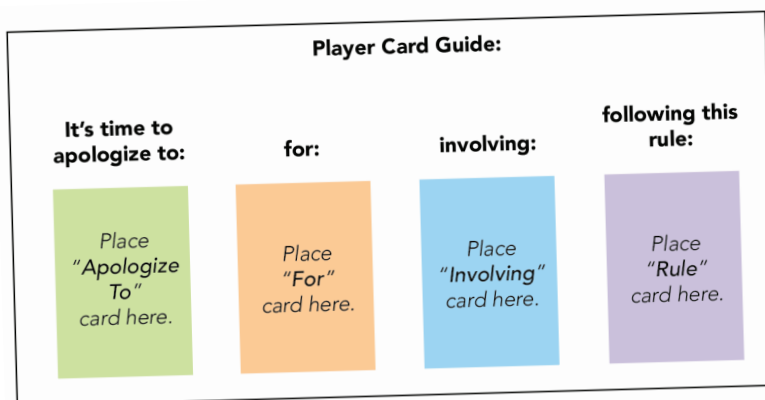 Player Card Guide:
It's time to
apologize to:
for:
involving:
following this
rule:
Place
"Apologize
To"
card here.
Place
"For"
card here.
Place
"Involving"
card here.
Place
"Rule"
card here.